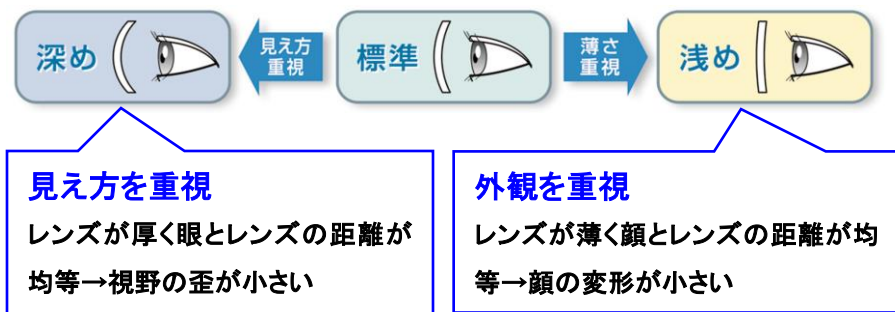 深め
見え方
重視
標準
薄さ
重視
浅め
見え方を重視
レンズが厚く眼とレンズの距離が
均等→視野の歪が小さい
外観を重視
レンズが薄く顔とレンズの距離が均
等→顔の変形が小さい